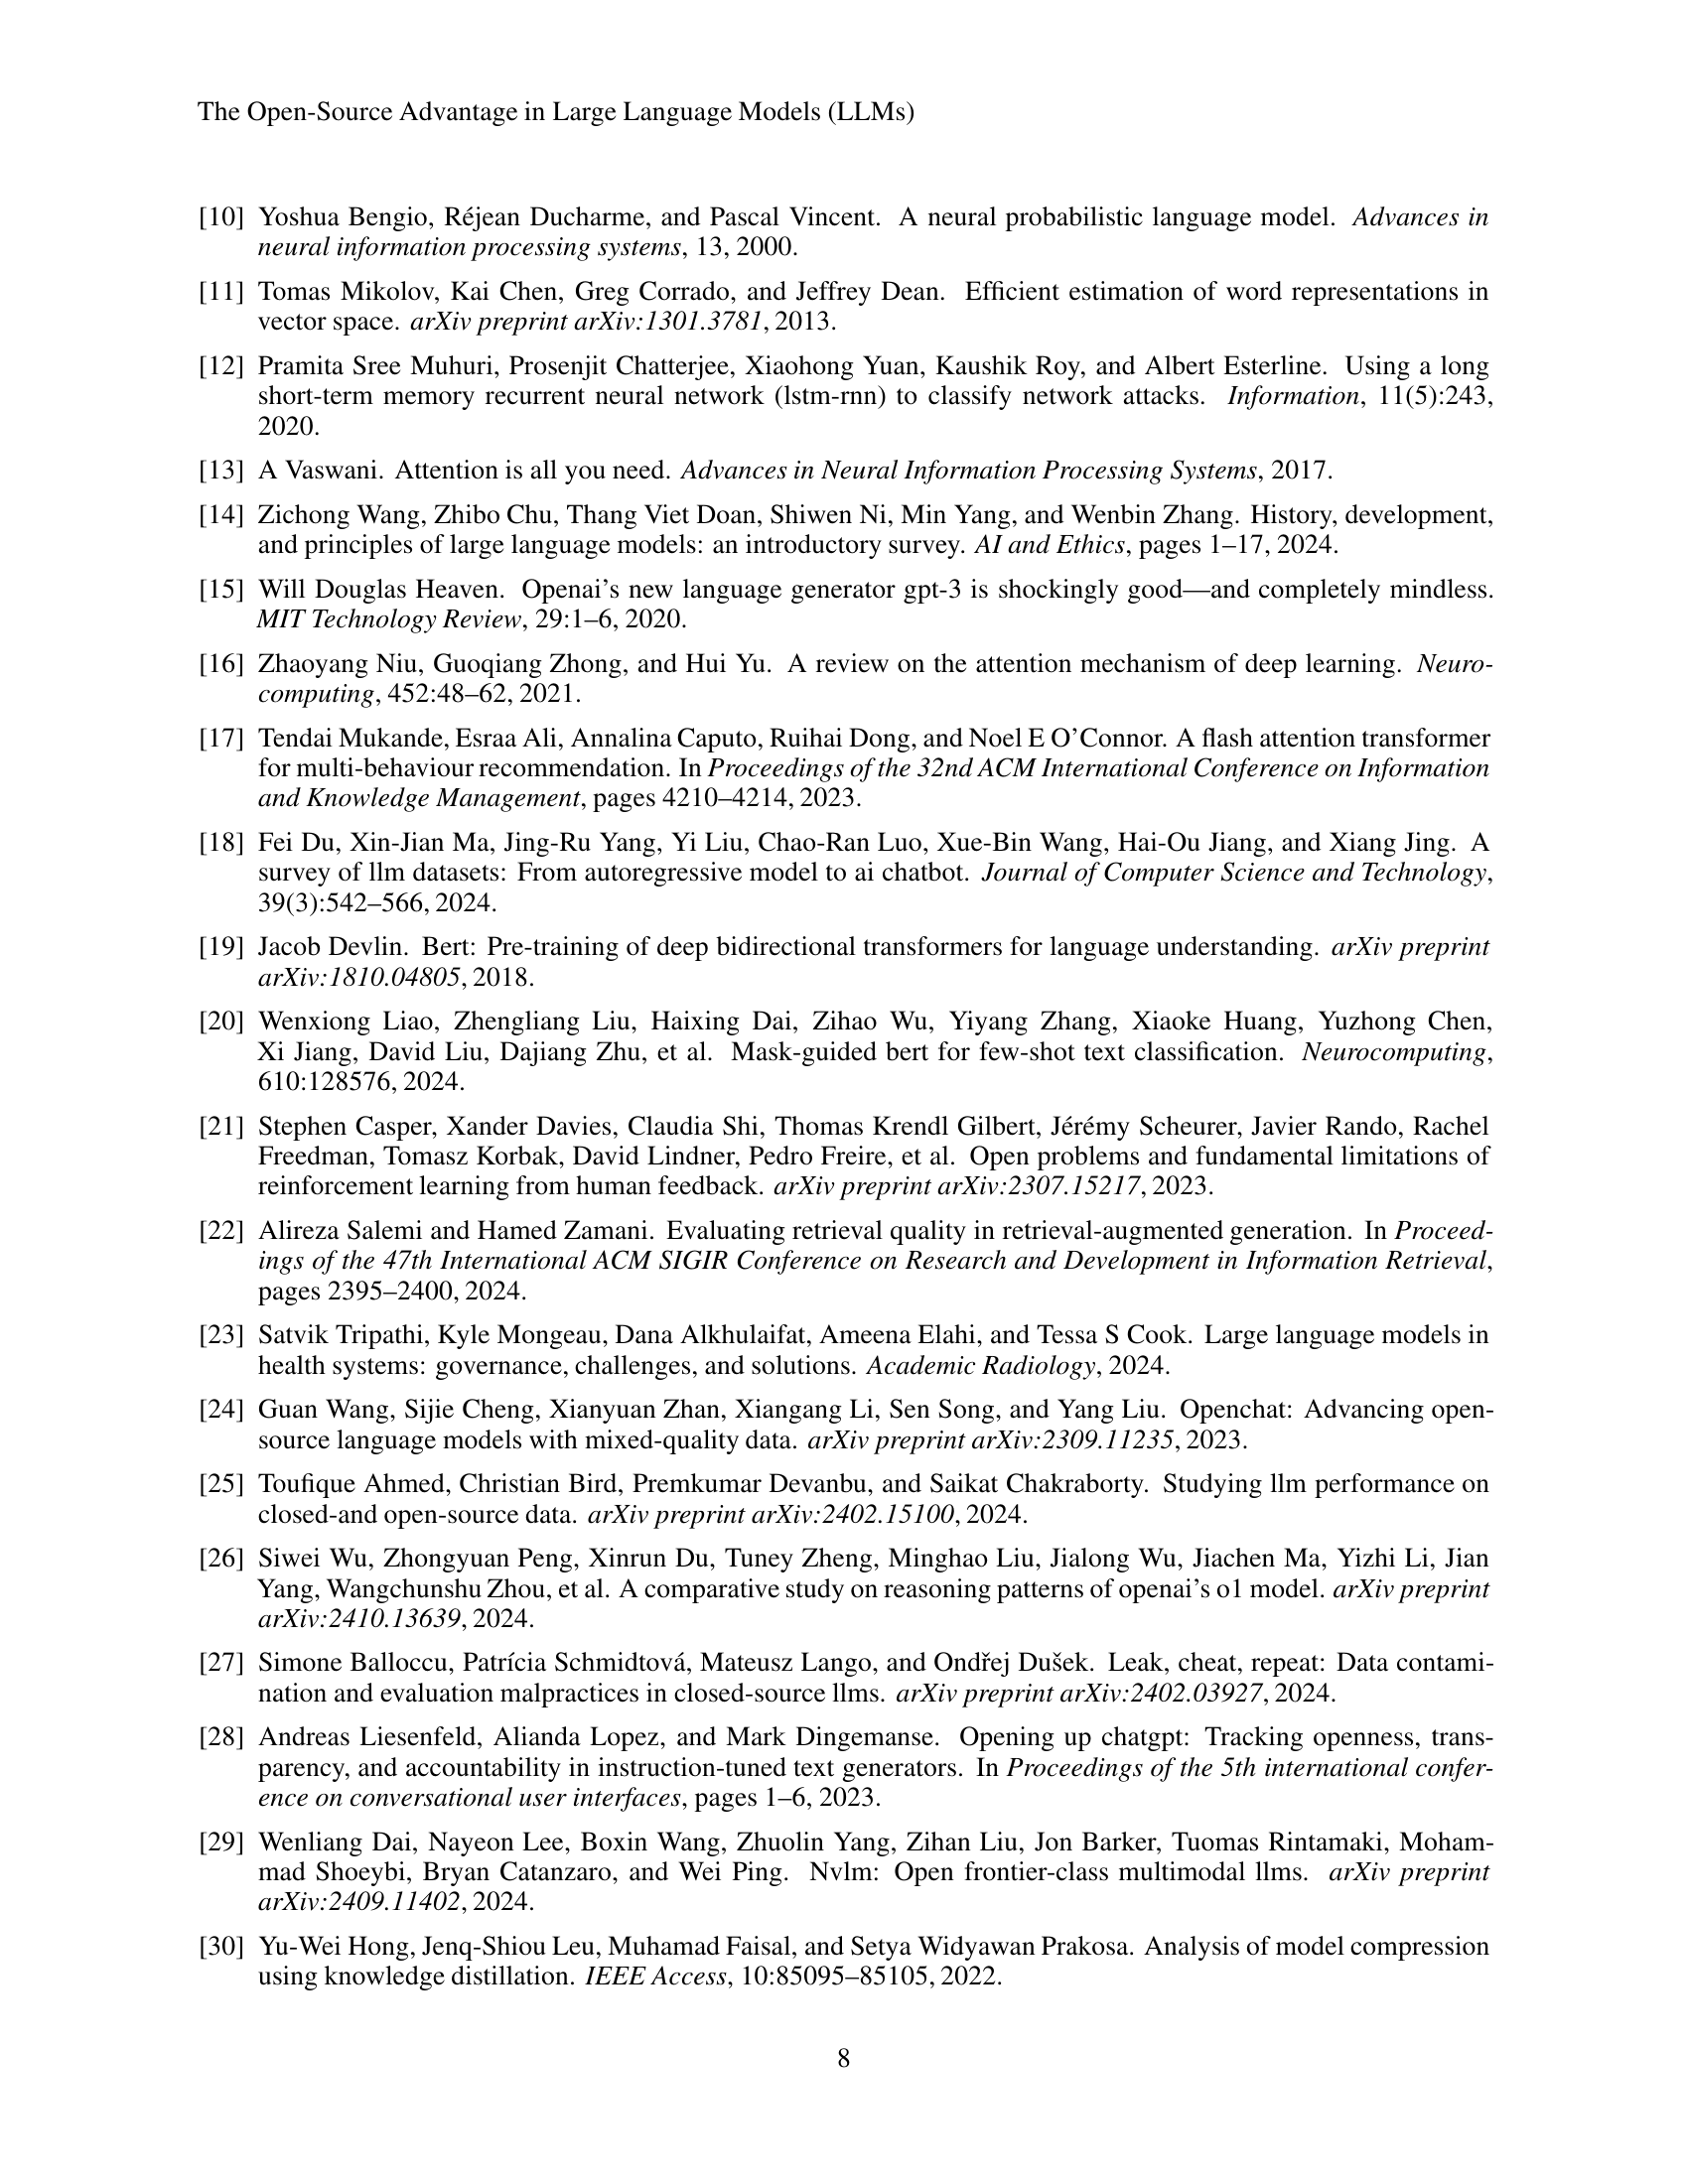 The Open-Source Advantage in Large Language Models (LLMs)
[10] Yoshua Bengio, Réjean Ducharme, and Pascal Vincent. A neural probabilistic language model. Advances in
neural information processing systems, 13, 2000.
[11] Tomas Mikolov, Kai Chen, Greg Corrado, and Jeffrey Dean. Efficient estimation of word representations in
vector space. arXiv preprint arXiv:1301.3781, 2013.
[12] Pramita Sree Muhuri, Prosenjit Chatterjee, Xiaohong Yuan, Kaushik Roy, and Albert Esterline. Using a long
short-term memory recurrent neural network (lstm-rnn) to classify network attacks. Information, 11(5):243,
2020.
[13] A Vaswani. Attention is all you need. Advances in Neural Information Processing Systems, 2017.
[14] Zichong Wang, Zhibo Chu, Thang Viet Doan, Shiwen Ni, Min Yang, and Wenbin Zhang. History, development,
and principles of large language models: an introductory survey. AI and Ethics, pages 1–17, 2024.
[15] Will Douglas Heaven. Openai's new language generator gpt-3 is shockingly good—and completely mindless.
MIT Technology Review, 29:1–6, 2020.
[16] Zhaoyang Niu, Guoqiang Zhong, and Hui Yu. A review on the attention mechanism of deep learning. Neuro-
computing, 452:48–62, 2021.
[17] Tendai Mukande, Esraa Ali, Annalina Caputo, Ruihai Dong, and Noel E O'Connor. A flash attention transformer
for multi-behaviour recommendation. In Proceedings of the 32nd ACM International Conference on Information
and Knowledge Management, pages 4210–4214, 2023.
[18] Fei Du, Xin-Jian Ma, Jing-Ru Yang, Yi Liu, Chao-Ran Luo, Xue-Bin Wang, Hai-Ou Jiang, and Xiang Jing. A
survey of llm datasets: From autoregressive model to ai chatbot. Journal of Computer Science and Technology,
39(3):542–566, 2024.
[19] Jacob Devlin. Bert: Pre-training of deep bidirectional transformers for language understanding. arXiv preprint
arXiv:1810.04805, 2018.
[20] Wenxiong Liao, Zhengliang Liu, Haixing Dai, Zihao Wu, Yiyang Zhang, Xiaoke Huang, Yuzhong Chen,
Xi Jiang, David Liu, Dajiang Zhu, et al. Mask-guided bert for few-shot text classification. Neurocomputing,
610:128576, 2024.
[21] Stephen Casper, Xander Davies, Claudia Shi, Thomas Krendl Gilbert, Jérémy Scheurer, Javier Rando, Rachel
Freedman, Tomasz Korbak, David Lindner, Pedro Freire, et al. Open problems and fundamental limitations of
reinforcement learning from human feedback. arXiv preprint arXiv:2307.15217, 2023.
[22] Alireza Salemi and Hamed Zamani. Evaluating retrieval quality in retrieval-augmented generation. In Proceed-
ings of the 47th International ACM SIGIR Conference on Research and Development in Information Retrieval,
pages 2395–2400, 2024.
[23] Satvik Tripathi, Kyle Mongeau, Dana Alkhulaifat, Ameena Elahi, and Tessa S Cook. Large language models in
health systems: governance, challenges, and solutions. Academic Radiology, 2024.
[24] Guan Wang, Sijie Cheng, Xianyuan Zhan, Xiangang Li, Sen Song, and Yang Liu. Openchat: Advancing open-
source language models with mixed-quality data. arXiv preprint arXiv:2309.11235, 2023.
[25] Toufique Ahmed, Christian Bird, Premkumar Devanbu, and Saikat Chakraborty. Studying llm performance on
closed-and open-source data. arXiv preprint arXiv:2402.15100, 2024.
[26] Siwei Wu, Zhongyuan Peng, Xinrun Du, Tuney Zheng, Minghao Liu, Jialong Wu, Jiachen Ma, Yizhi Li, Jian
Yang, Wangchunshu Zhou, et al. A comparative study on reasoning patterns of openai's o1 model. arXiv preprint
arXiv:2410.13639, 2024.
[27] Simone Balloccu, Patrícia Schmidtová, Mateusz Lango, and Ondřej Dušek. Leak, cheat, repeat: Data contami-
nation and evaluation malpractices in closed-source llms. arXiv preprint arXiv:2402.03927, 2024.
[28] Andreas Liesenfeld, Alianda Lopez, and Mark Dingemanse. Opening up chatgpt: Tracking openness, trans-
parency, and accountability in instruction-tuned text generators. In Proceedings of the 5th international confer-
ence on conversational user interfaces, pages 1–6, 2023.
[29] Wenliang Dai, Nayeon Lee, Boxin Wang, Zhuolin Yang, Zihan Liu, Jon Barker, Tuomas Rintamaki, Moham-
mad Shoeybi, Bryan Catanzaro, and Wei Ping. Nvlm: Open frontier-class multimodal llms. arXiv preprint
arXiv:2409.11402, 2024.
[30] Yu-Wei Hong, Jenq-Shiou Leu, Muhamad Faisal, and Setya Widyawan Prakosa. Analysis of model compression
using knowledge distillation. IEEE Access, 10:85095–85105, 2022.
8